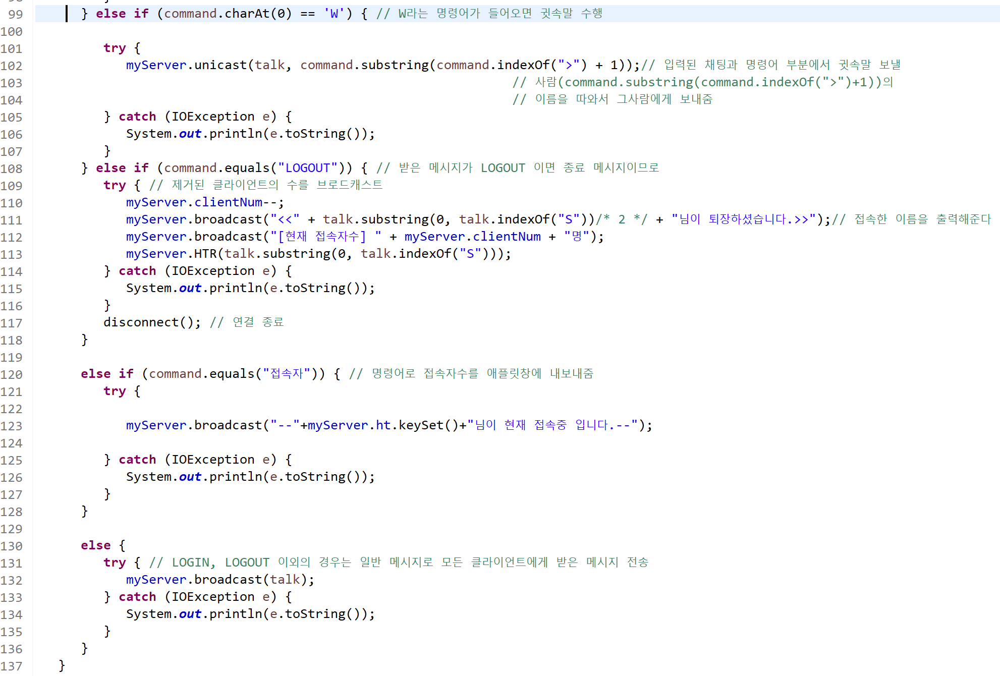 99 } else if (command.charAt(0) == 'W') { // W라는 명령어가 들어오면 귓속말 수행
100
101 try {
102 myServer.unicast(talk, command.substring(command.indexOf(">") + 1));// 입력된 채팅과 명령어 부분에서 귓속말 보낼
103 // 사람(command.substring(command.indexOf(">")+1))의
104 // 이름을 따와서 그사람에게 보내줌
105 } catch (IOException e) {
106 System.out.println(e.toString());
107 }
108 } else if (command.equals("LOGOUT")) { // 받은 메시지가 LOGOUT 이면 종료 메시지이므로
109 try { // 제거된 클라이언트의 수를 브로드캐스트
110 myServer.clientNum--;
111 myServer.broadcast("<<" + talk.substring(0, talk.indexOf("S"))/* 2 */ + "님이 퇴장하셨습니다.>>");// 접속한 이름을 출력해준다
112 myServer.broadcast("[현재 접속자수] " + myServer.clientNum + "명");
113 myServer.HTR(talk.substring(0, talk.indexOf("S")));
114 } catch (IOException e) {
115 System.out.println(e.toString());
116 }
117 disconnect(); // 연결 종료
118 }
119
120 else if (command.equals("접속자")) { // 명령어로 접속자수를 애플릿창에 내보내줌
121 try {
122
123 myServer.broadcast("--"+myServer.ht.keySet()+"님이 현재 접속중 입니다.--");
124
125 } catch (IOException e) {
126 System.out.println(e.toString());
127 }
128 }
129
130 else {
131 try { // LOGIN, LOGOUT 이외의 경우는 일반 메시지로 모든 클라이언트에게 받은 메시지 전송
132 myServer.broadcast(talk);
133 } catch (IOException e) {
134 System.out.println(e.toString());
135 }
136 }
137 }